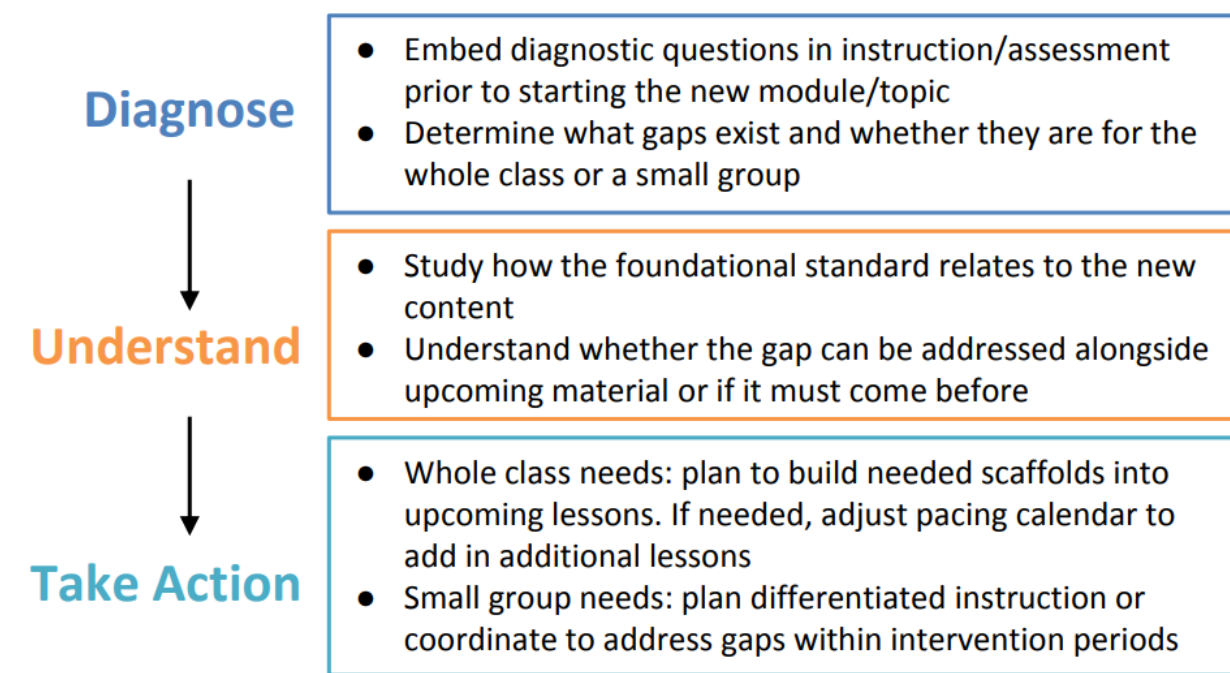 Diagnose
● Embed diagnostic questions in instruction/assessment
prior to starting the new module/topic
● Determine what gaps exist and whether they are for the
whole class or a small group
Understand
● Study how the foundational standard relates to the new
content
● Understand whether the gap can be addressed alongside
upcoming material or if it must come before
Take Action
● Whole class needs: plan to build needed scaffolds into
upcoming lessons. If needed, adjust pacing calendar to
add in additional lessons
● Small group needs: plan differentiated instruction or
coordinate to address gaps within intervention periods